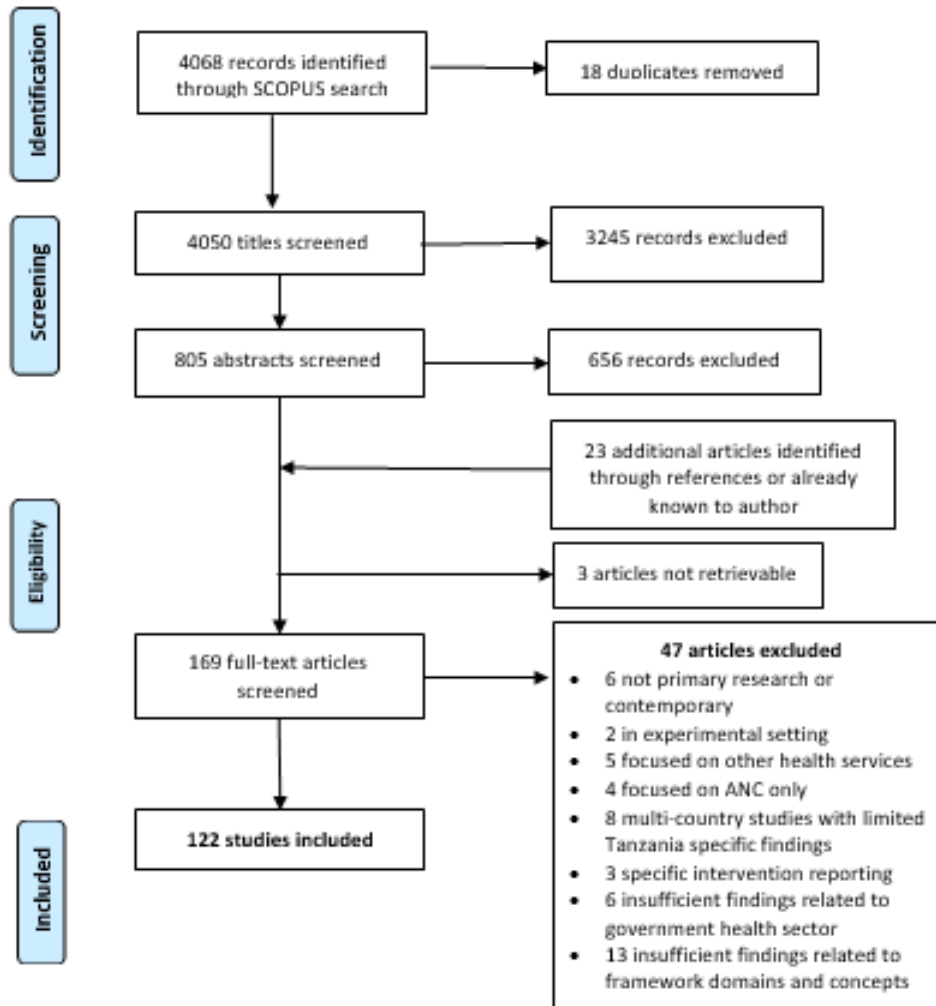 Identification
4068 records identified
through SCOPUS search
18 duplicates removed
Screening
4050 titles screened
3245 records excluded
805 abstracts screened
656 records excluded
23 additional articles identified
through references or already
known to author
Eligibility
3 articles not retrievable
169 full-text articles
screened
47 articles excluded
• 6 not primary research or
contemporary
• 2 in experimental setting
• 5 focused on other health services
• 4 focused on ANC only
• 8 multi-country studies with limited
Tanzania specific findings
• 3 specific intervention reporting
• 6 insufficient findings related to
government health sector
• 13 insufficient findings related to
framework domains and concepts
Included
122 studies included